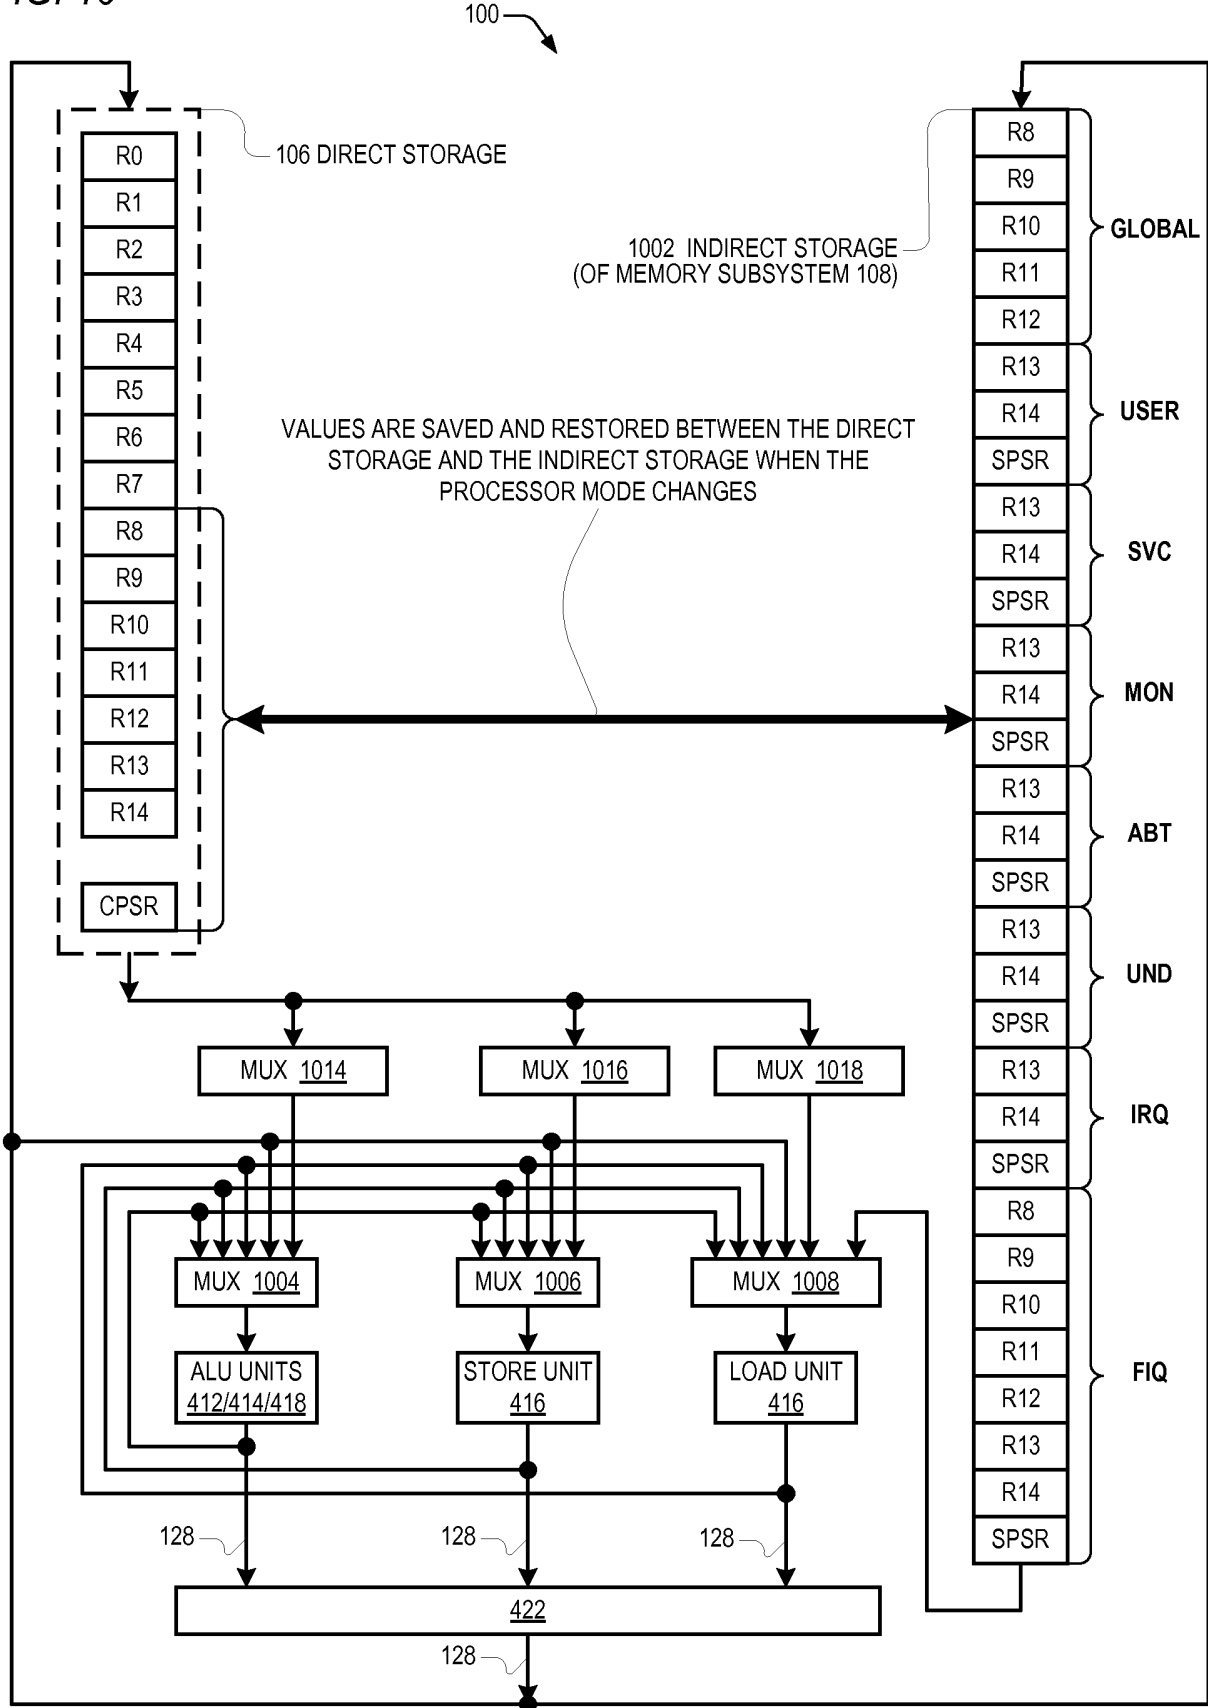 100
106 DIRECT STORAGE
R0
R1
R2
R3
R4
R5
R6
R7
R8
R9
R10
R11
R12
R13
R14
CPSR
1002 INDIRECT STORAGE
(OF MEMORY SUBSYSTEM 108)
VALUES ARE SAVED AND RESTORED BETWEEN THE DIRECT
STORAGE AND THE INDIRECT STORAGE WHEN THE
PROCESSOR MODE CHANGES
R8
R9
R10
R11
R12
GLOBAL
R13
R14
SPSR
USER
R13
R14
SPSR
SVC
R13
R14
SPSR
MON
R13
R14
SPSR
ABT
R13
R14
SPSR
UND
R13
R14
SPSR
IRQ
R8
R9
R10
R11
R12
R13
R14
SPSR
FIQ
MUX 1014
MUX 1016
MUX 1018
MUX 1004
MUX 1006
MUX 1008
ALU UNITS
412/414/418
STORE UNIT
416
LOAD UNIT
416
128
128
128
422
128